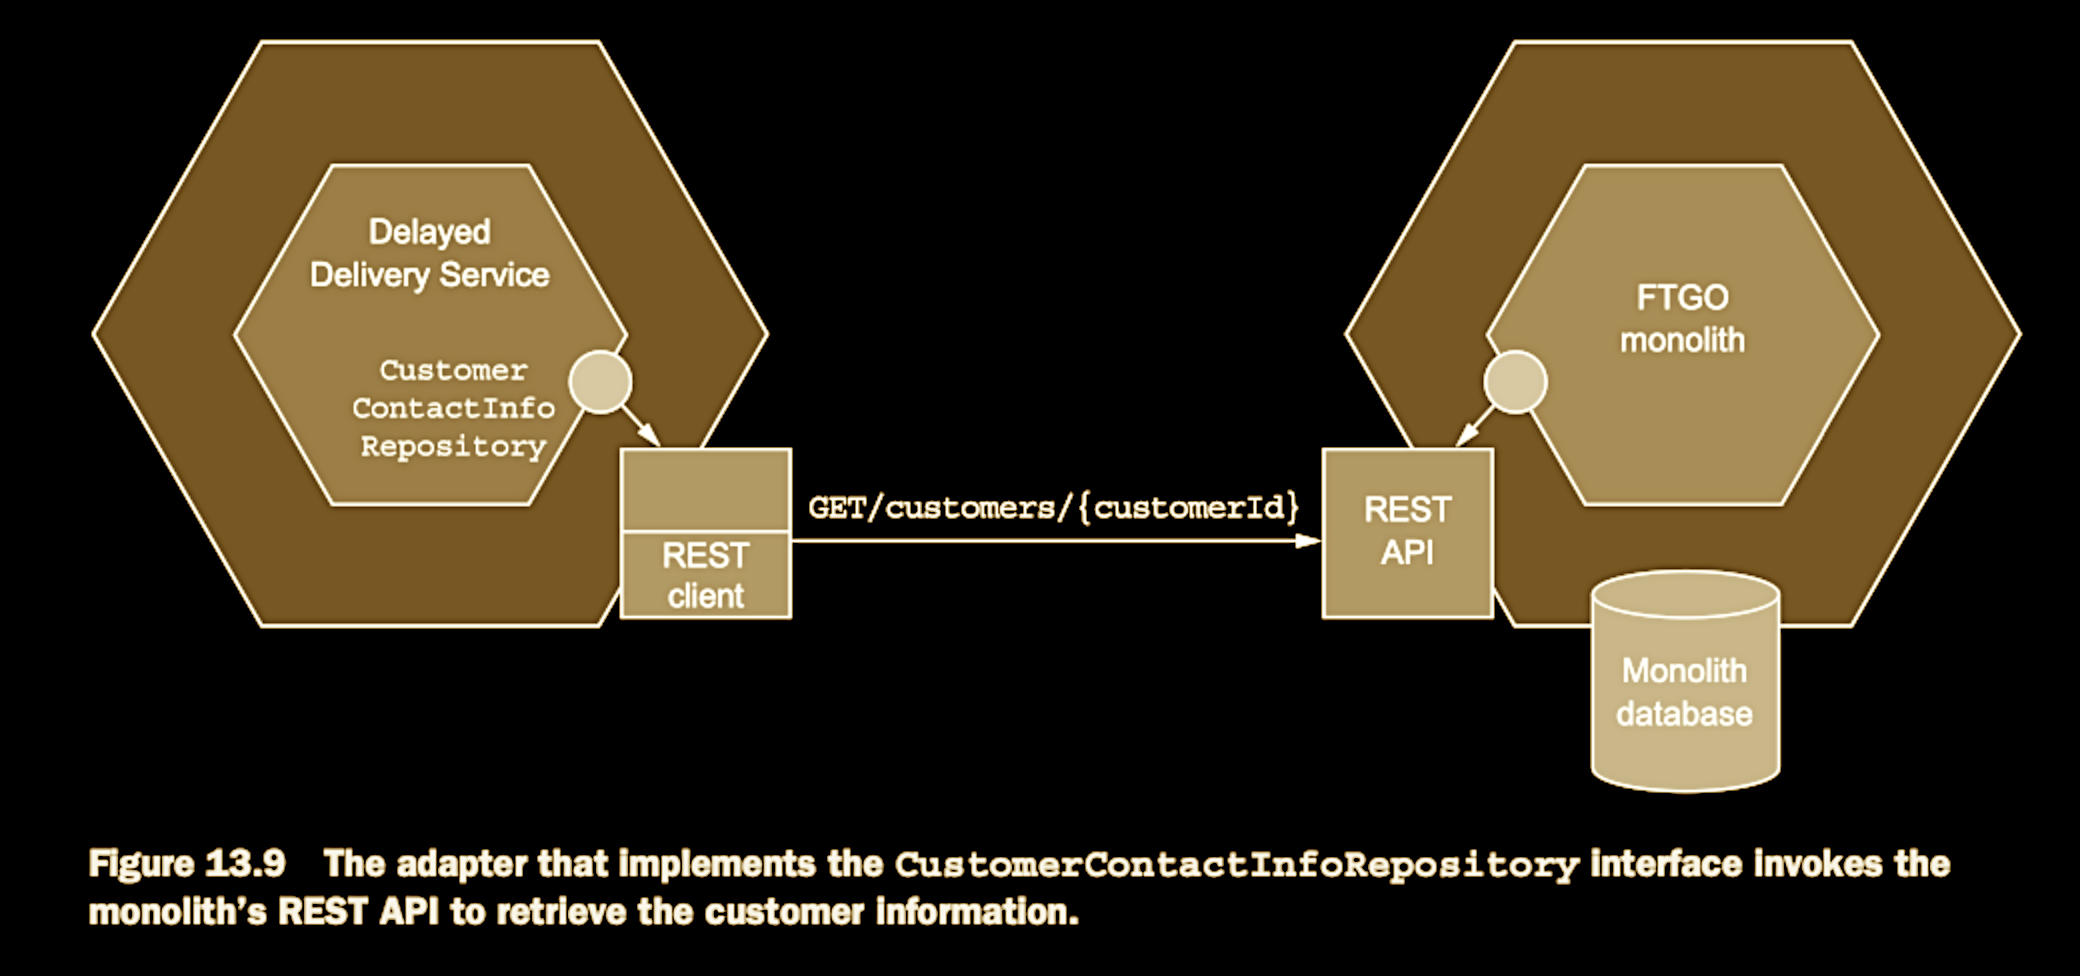 Delayed
Delivery Service
Customer
ContactInfo
Repository
REST
client
GET/customers/{customerId}
REST
API
FTGO
monolith
Monolith
database
Figure 13.9 The adapter that implements the CustomerContactInfoRepository interface invokes the
monolith's REST API to retrieve the customer information.